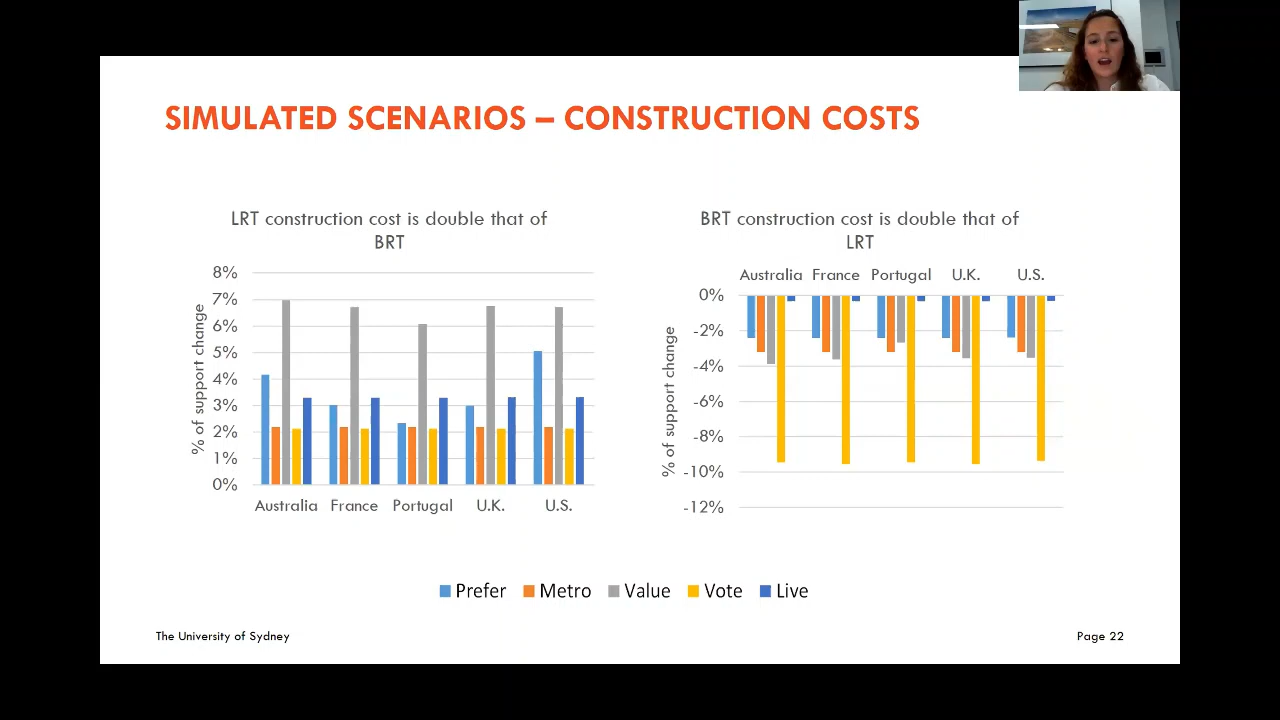 SIMULATED SCENARIOS – CONSTRUCTION COSTS
LRT construction cost is double that of
BRT
% of support change
8%
7%
6%
5%
4%
3%
2%
1%
0%
Australia France Portugal U.K. U.S.
BRT construction cost is double that of
LRT
Australia France Portugal U.K. U.S.
% of support change
0%
-2%
-4%
-6%
-8%
-10%
-12%
Prefer Metro Value Vote Live
The University of Sydney
Page 22